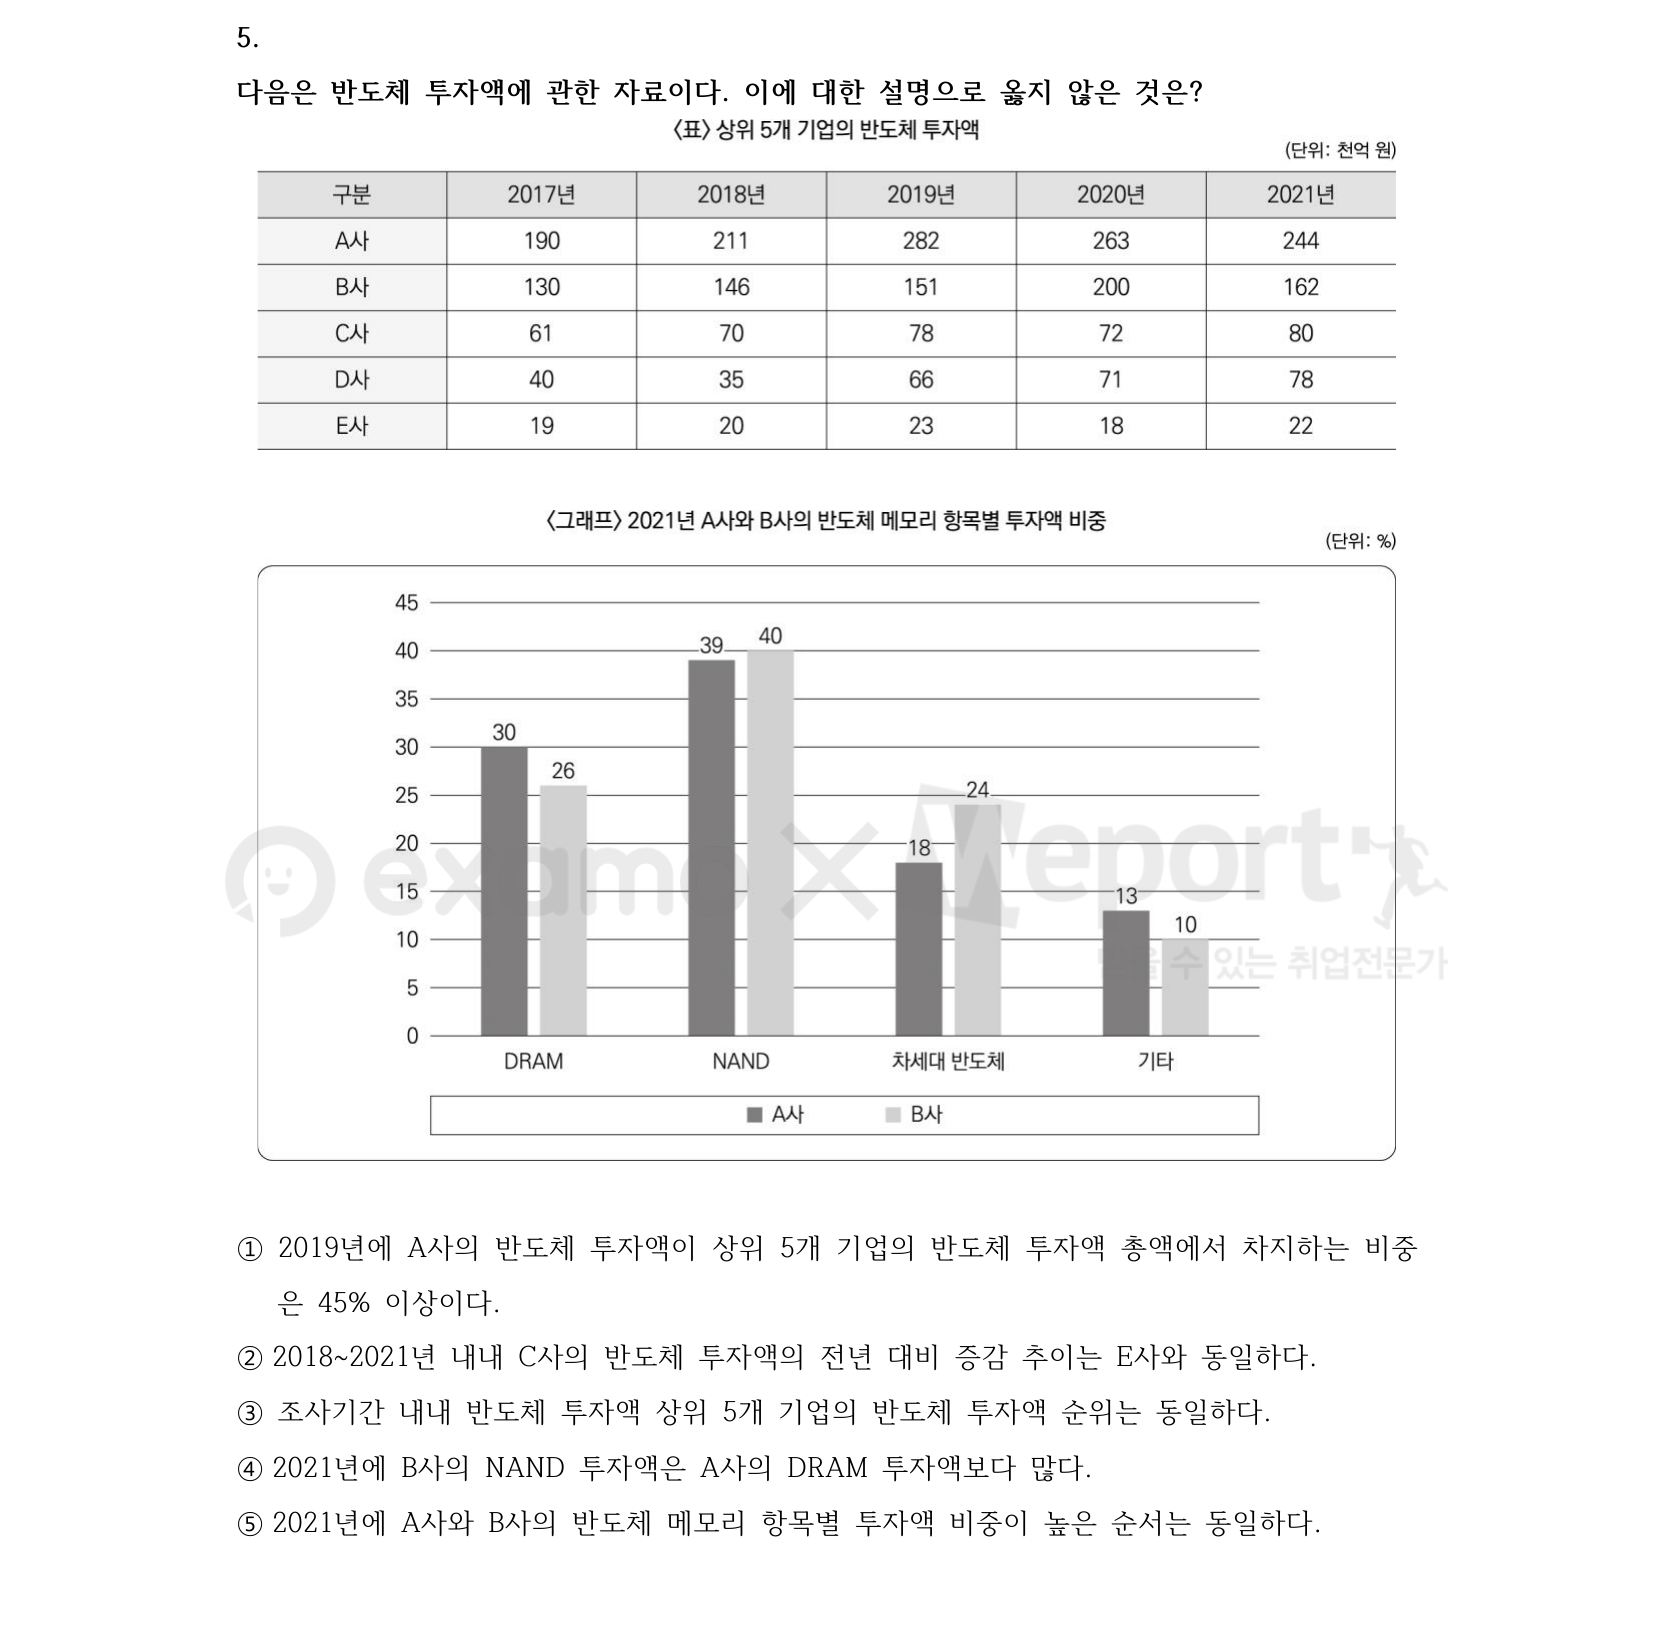 5.
다음은 반도체 투자액에 관한 자료이다. 이에 대한 설명으로 옳지 않은 것은?
〈표〉 상위 5개 기업의 반도체 투자액
(단위: 천억 원)
구분 2017년 2018년 2019년 2020년 2021년
A사 190 211 282 263 244
B사 130 146 151 200 162
C사 61 70 78 72 80
D사 40 35 66 71 78
E사 19 20 23 18 22
〈그래프〉 2021년 A사와 B사의 반도체 메모리 항목별 투자액 비중
(단위: %)
45
40
35
30
25
20
15
10
5
0
30 26
39 40
18 24
13 10
DRAM NAND 차세대 반도체 기타
A사 B사
① 2019년에 A사의 반도체 투자액이 상위 5개 기업의 반도체 투자액 총액에서 차지하는 비중
은 45% 이상이다.
② 2018~2021년 내내 C사의 반도체 투자액의 전년 대비 증감 추이는 E사와 동일하다.
③ 조사기간 내내 반도체 투자액 상위 5개 기업의 반도체 투자액 순위는 동일하다.
④ 2021년에 B사의 NAND 투자액은 A사의 DRAM 투자액보다 많다.
⑤ 2021년에 A사와 B사의 반도체 메모리 항목별 투자액 비중이 높은 순서는 동일하다.
수 있는 취업전문가